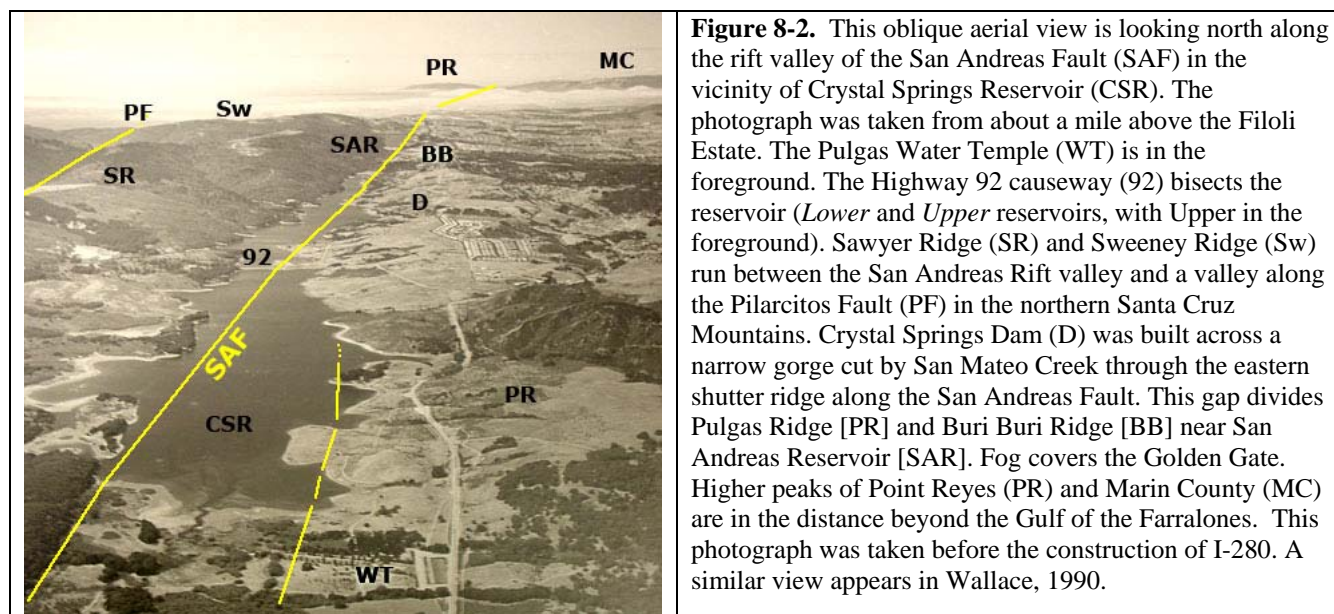 MC
PR
PF
Sw
SAR
BB
SR
D
92
SAF
PR
CSR
WT
Figure 8-2. This oblique aerial view is looking north along
the rift valley of the San Andreas Fault (SAF) in the
vicinity of Crystal Springs Reservoir (CSR). The
photograph was taken from about a mile above the Filoli
Estate. The Pulgas Water Temple (WT) is in the
foreground. The Highway 92 causeway (92) bisects the
reservoir (Lower and Upper reservoirs, with Upper in the
foreground). Sawyer Ridge (SR) and Sweeney Ridge (Sw)
run between the San Andreas Rift valley and a valley along
the Pilarcitos Fault (PF) in the northern Santa Cruz
Mountains. Crystal Springs Dam (D) was built across a
narrow gorge cut by San Mateo Creek through the eastern
shutter ridge along the San Andreas Fault. This gap divides
Pulgas Ridge [PR] and Buri Buri Ridge [BB] near San
Andreas Reservoir [SAR]. Fog covers the Golden Gate.
Higher peaks of Point Reyes (PR) and Marin County (MC)
are in the distance beyond the Gulf of the Farralones. This
photograph was taken before the construction of I-280. A
similar view appears in Wallace, 1990.